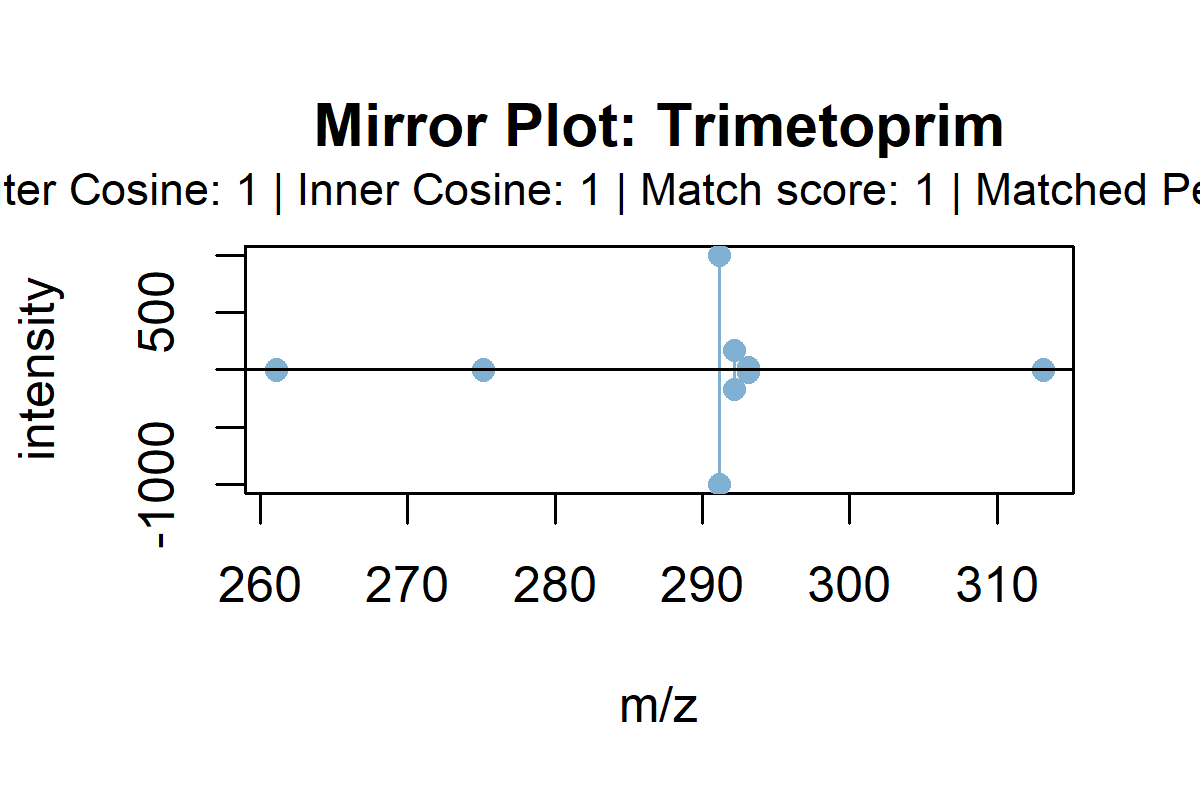 Mirror Plot: Trimetoprim
ter Cosine: 1 | Inner Cosine: 1 | Match score: 1 | Matched Pe
intensity
500
-1000
260 270 280 290 300 310
m/z